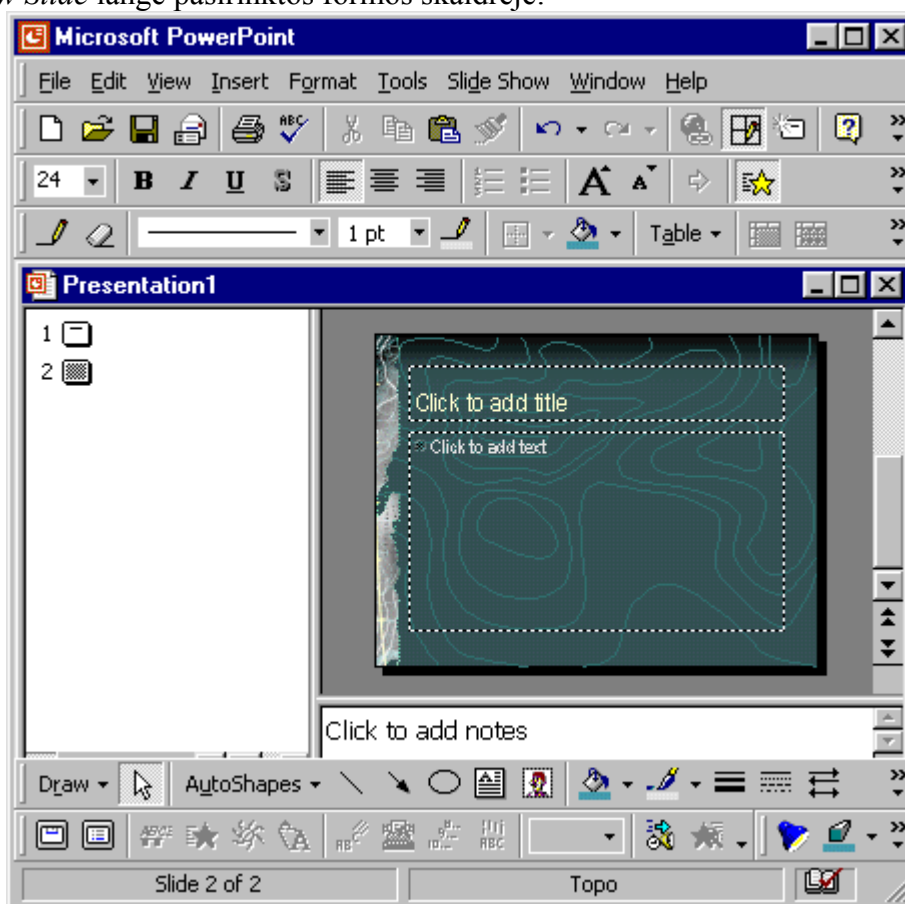 w Slide lange pasirinktos formos skaidrėje.
Microsoft PowerPoint
File Edit View Insert Format Tools Slide Show Window Help
ABC
24 B I U S A A
1 pt Table
Presentation1
1
2
Click to add title
Click to add text
Click to add notes
Draw AutoShapes
Slide 2 of 2 Topo